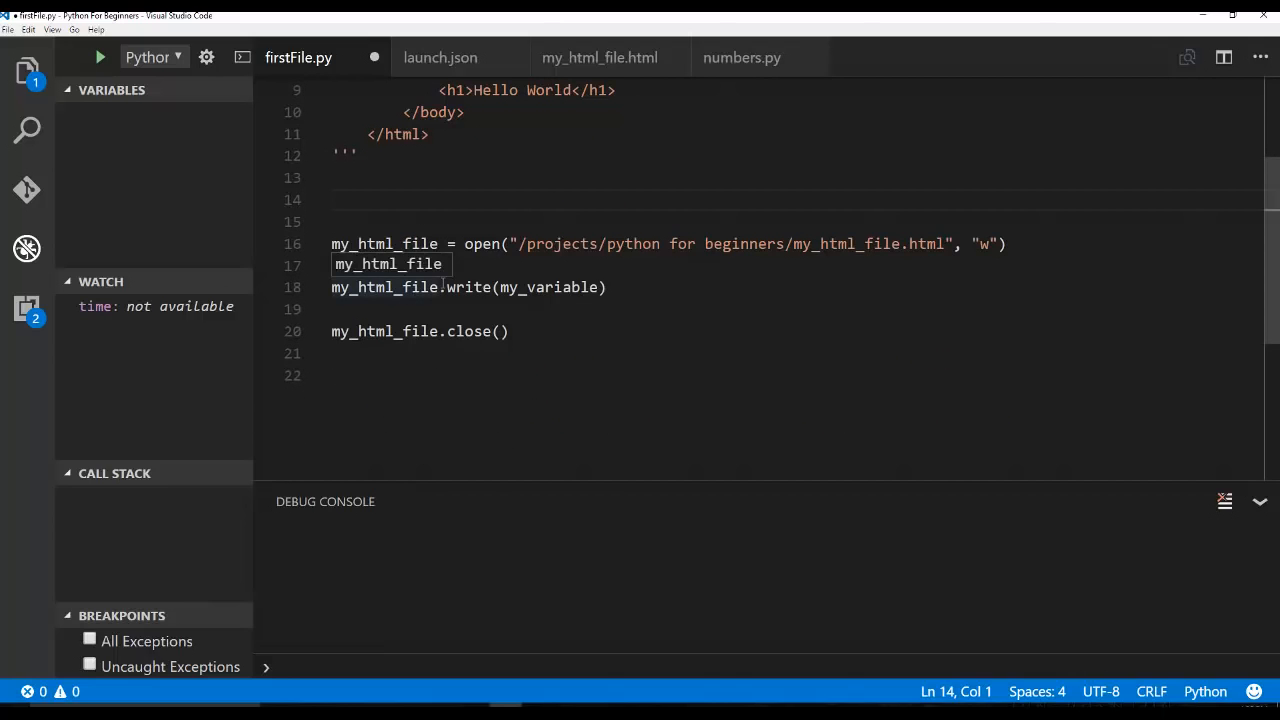 firstFile.py - Python For Beginners - Visual Studio Code
File Edit View Go Help
Python
firstFile.py
launch.json
my_html_file.html
numbers.py
1
2
VARIABLES
WATCH
time: not available
CALL STACK
BREAKPOINTS
All Exceptions
Uncaught Exceptions
9 <h1>Hello World</h1>
10 </body>
11 </html>
12 '''
13
14
15
16 my_html_file = open("/projects/python for beginners/my_html_file.html", "w")
17 my_html_file
18 my_html_file.write(my_variable)
19
20 my_html_file.close()
21
22
DEBUG CONSOLE
0 0
Ln 14, Col 1 Spaces: 4 UTF-8 CRLF Python